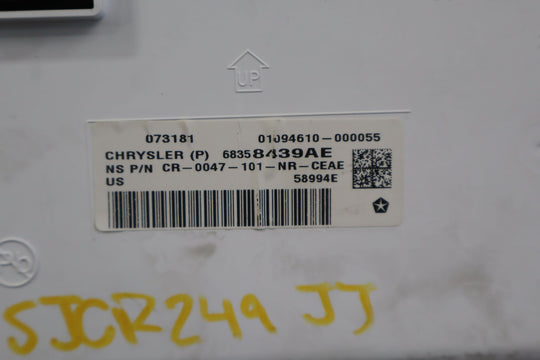 UP
073181 01094610-000055
CHRYSLER (P) 68358439AE
NS P/N CR-0047-101-NR-CEAE
US 58994E
SJCR249 JJ